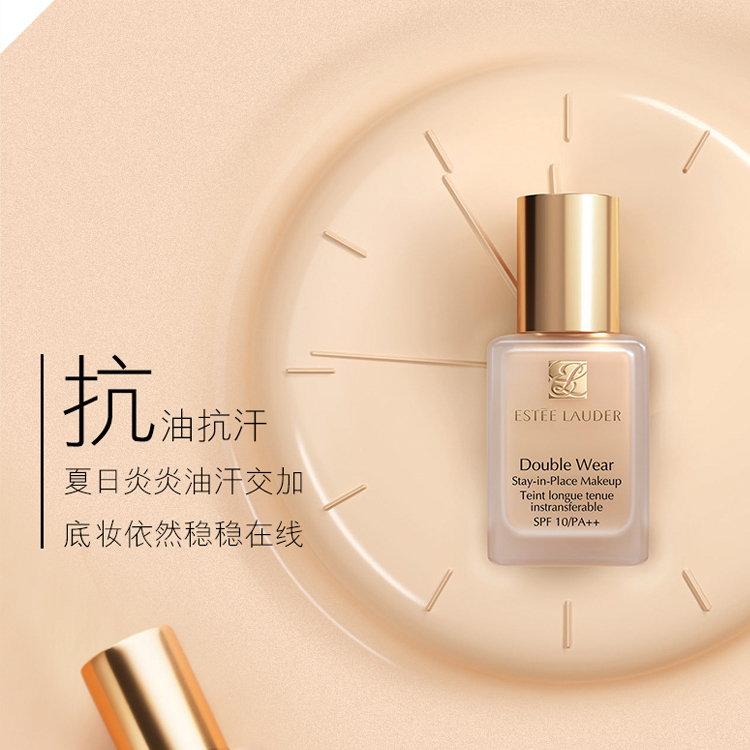 抗油抗汗
夏日炎炎油汗交加
底妆依然稳稳在线
ESTĒE LAUDER
Double Wear
Stay-in-Place Makeup
Teint longue tenue
instransferable
SPF 10/PA++